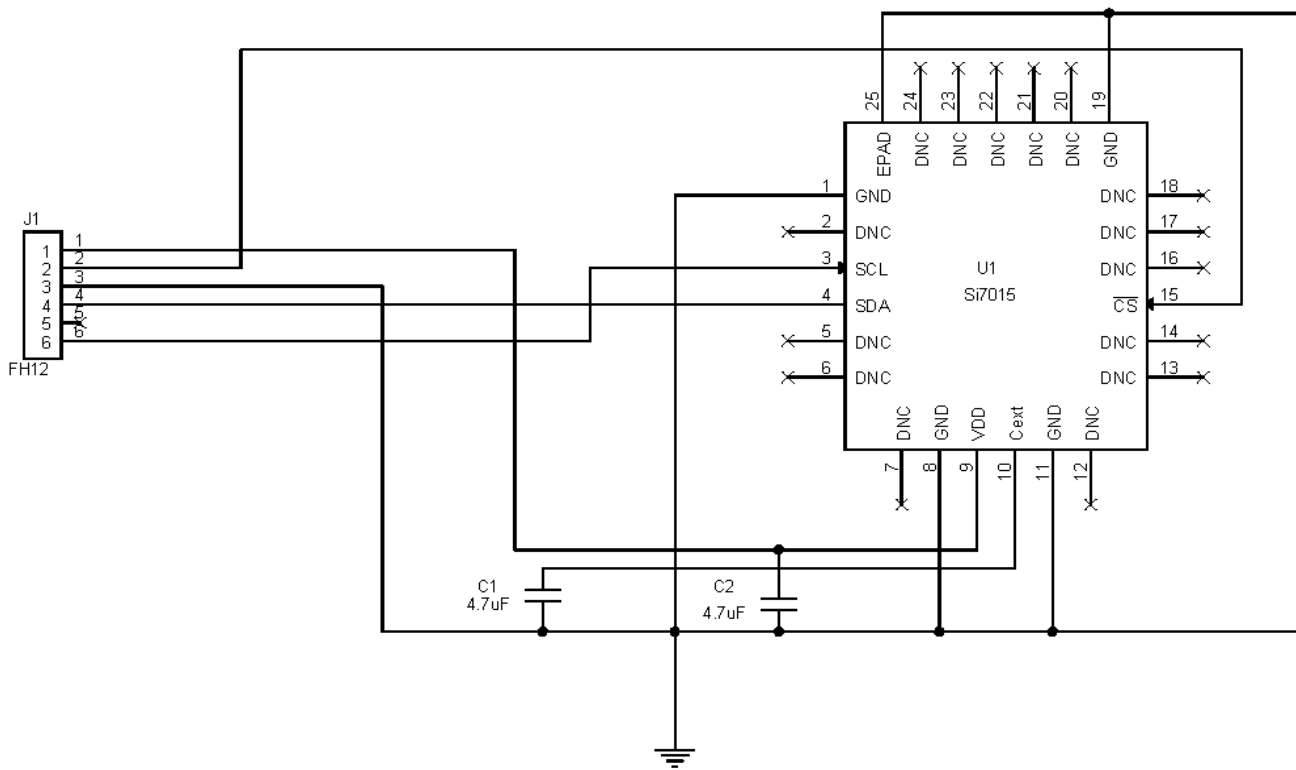 25
24
23
22
21
20
19
EPAD
DNC
DNC
DNC
DNC
DNC
GND
1
GND
DNC
18
2
DNC
DNC
17
3
SCL
U1
DNC
16
4
SDA
Si7015
CS
15
5
DNC
DNC
14
6
DNC
DNC
13
DNC
GND
VDD
Cext
GND
DNC
7
8
9
10
11
12
J1
1
1
2
2
3
3
4
4
5
5
6
6
FH12
C1
4.7uF
C2
4.7uF